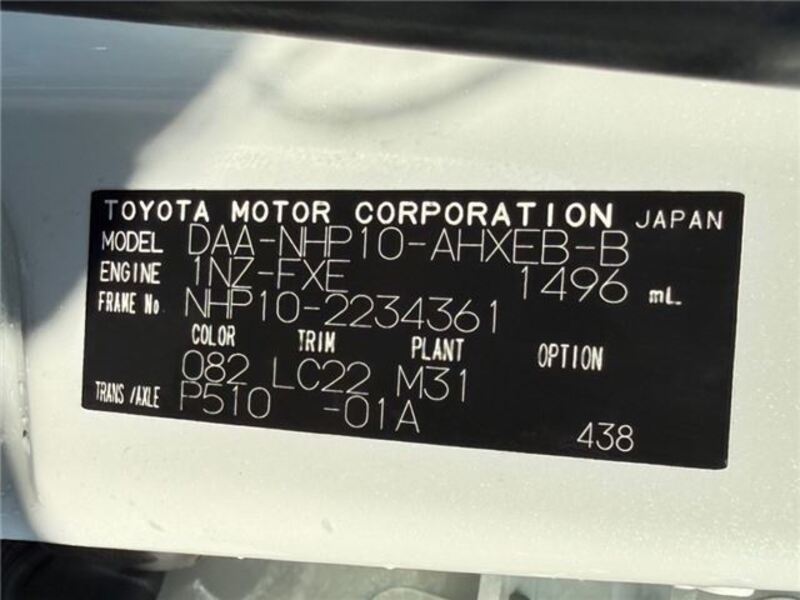 TOYOTA MOTOR CORPORATION JAPAN
MODEL DAA-NHP10-AHXEB-B
ENGINE 1NZ-FXE 1496 mL
FRAME No NHP10-2234361
COLOR TRIM PLANT OPTION
082 LC22 M31
TRANS/AXLE P510 -01A
438